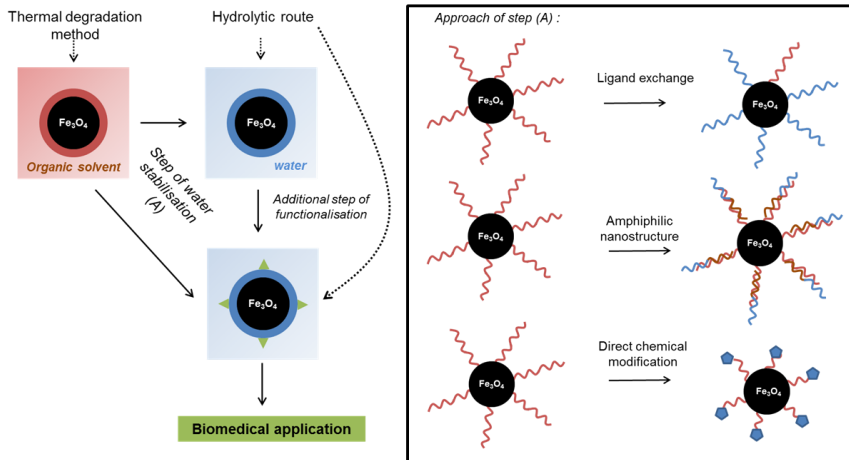 Thermal degradation
method
Hydrolytic route
Fe₃O₄
Organic solvent
Fe₃O₄
water
Step of water
stabilisation
(A)
Additional step of
functionalisation
Fe₃O₄
Biomedical application
Approach of step (A) :
Fe₃O₄
Ligand exchange
Fe₃O₄
Fe₃O₄
Amphiphilic
nanostructure
Fe₃O₄
Fe₃O₄
Direct chemical
modification
Fe₃O₄